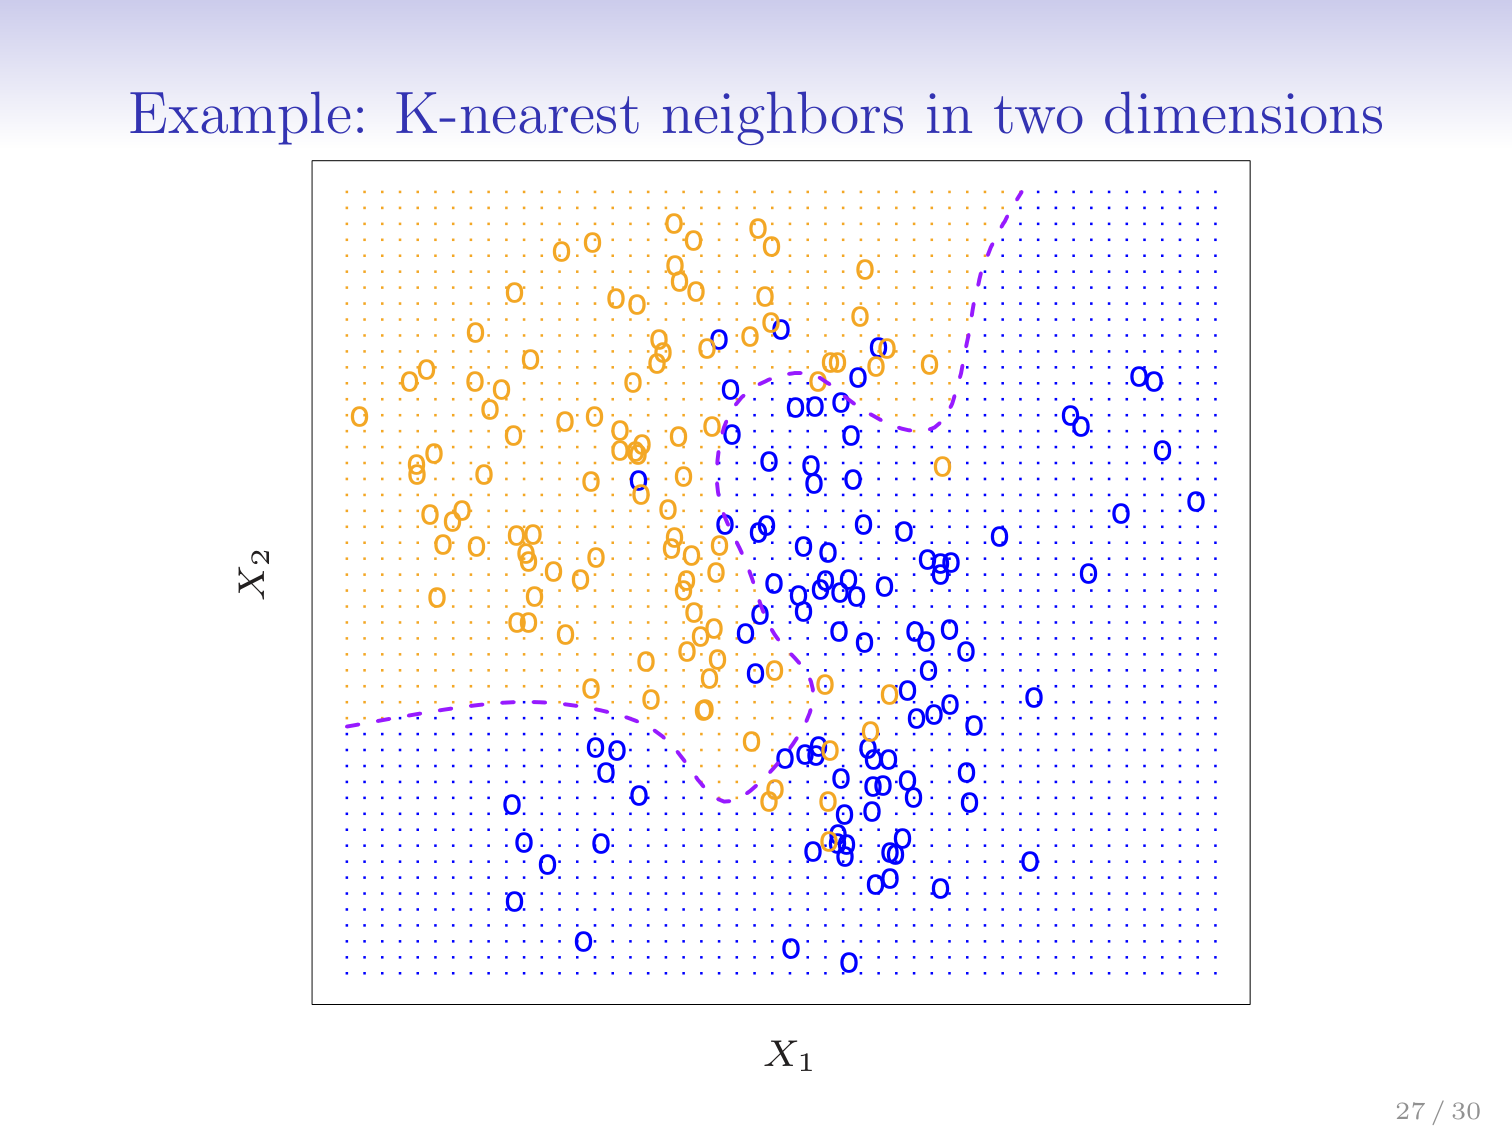 Example: K-nearest neighbors in two dimensions
X₂
X₁
27 / 30